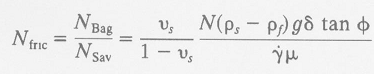 N_fric = N_Bag / N_Sav = υ_s / (1 − υ_s) · N(ρ_s − ρ_f)gδ tan φ / (γ̇μ)